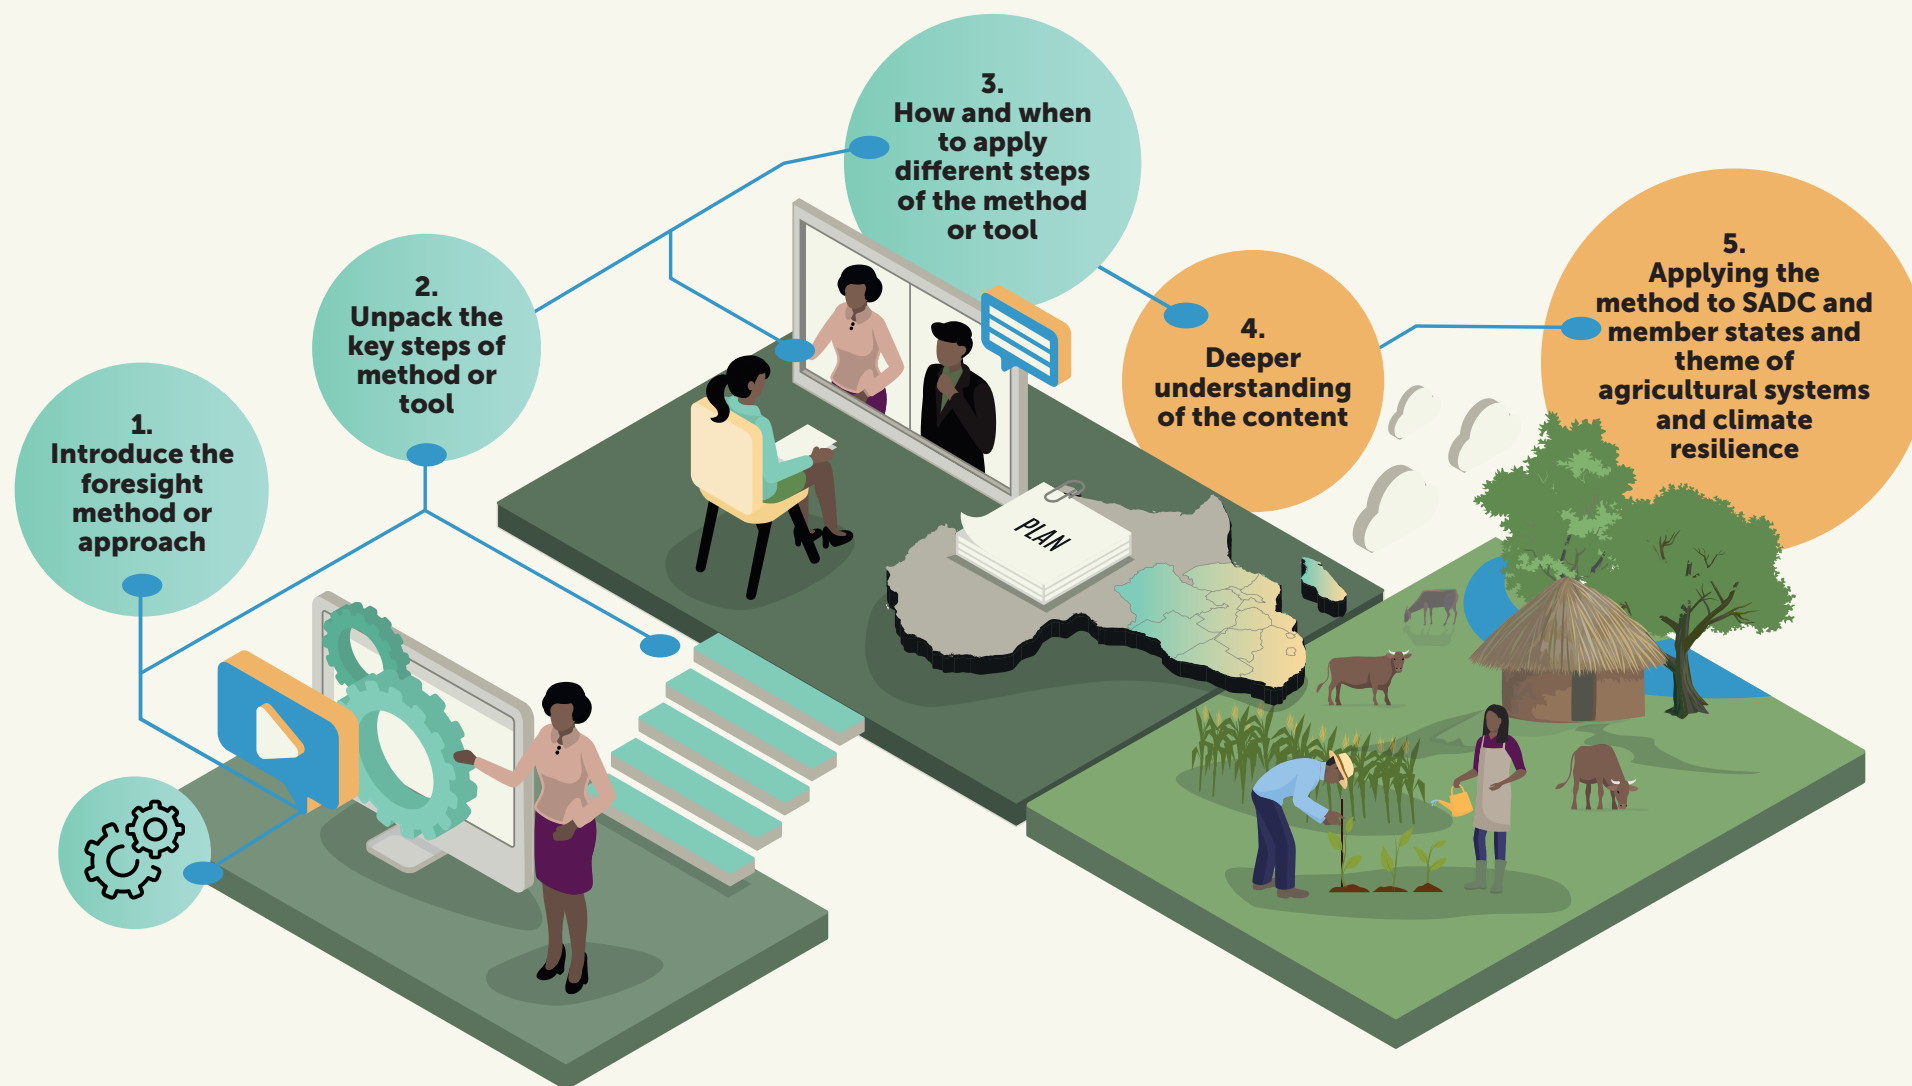 1.
Introduce the
foresight
method or
approach
2.
Unpack the
key steps of
method or
tool
3.
How and when
to apply
different steps
of the method
or tool
4.
Deeper
understanding
of the content
5.
Applying the
method to SADC and
member states and
theme of
agricultural systems
and climate
resilience
PLAN